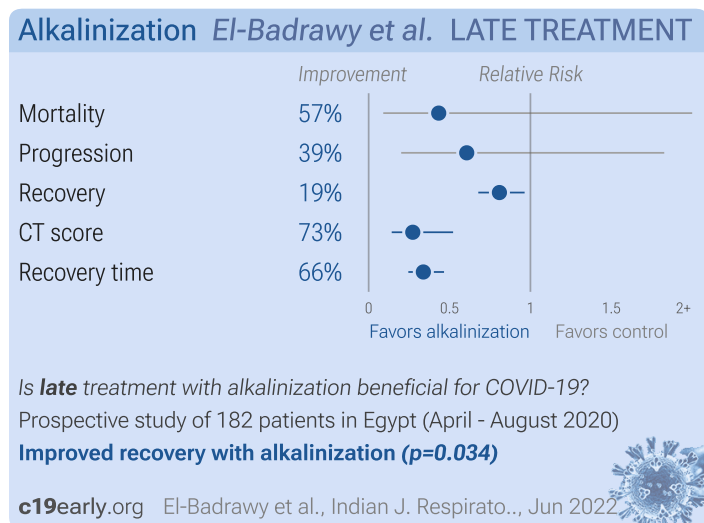 Alkalinization El-Badrawy et al. LATE TREATMENT
Improvement Relative Risk
Mortality 57%
Progression 39%
Recovery 19%
CT score 73%
Recovery time 66%
0 0.5 1 1.5 2+
Favors alkalinization Favors control
Is late treatment with alkalinization beneficial for COVID-19?
Prospective study of 182 patients in Egypt (April - August 2020)
Improved recovery with alkalinization (p=0.034)
c19early.org El-Badrawy et al., Indian J. Respirato.., Jun 2022